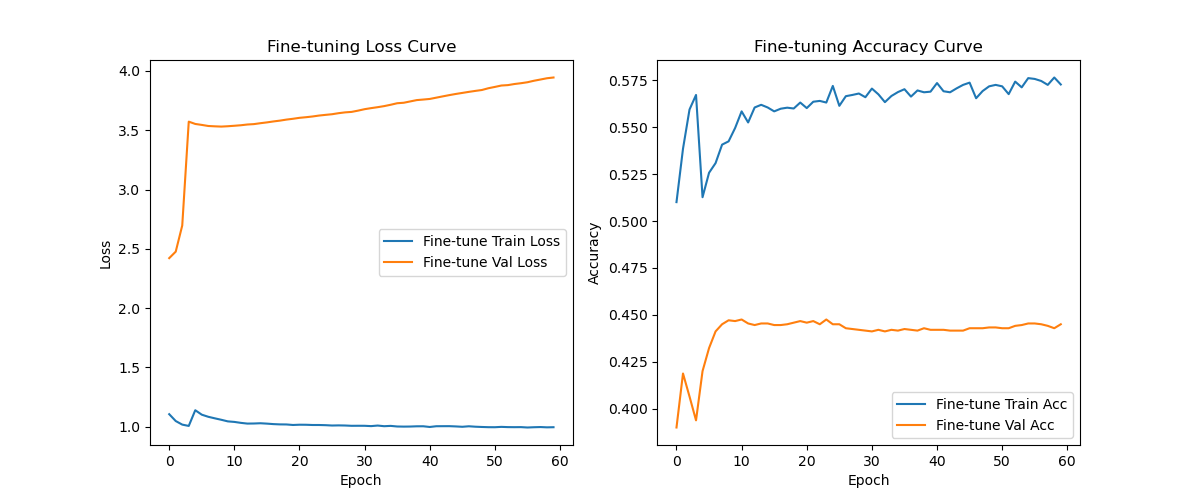 Fine-tuning Loss Curve
4.0
3.5
3.0
2.5
2.0
1.5
1.0
Loss
Fine-tune Train Loss
Fine-tune Val Loss
0 10 20 30 40 50 60
Epoch
Fine-tuning Accuracy Curve
0.575
0.550
0.525
0.500
0.475
0.450
0.425
0.400
Accuracy
Fine-tune Train Acc
Fine-tune Val Acc
0 10 20 30 40 50 60
Epoch